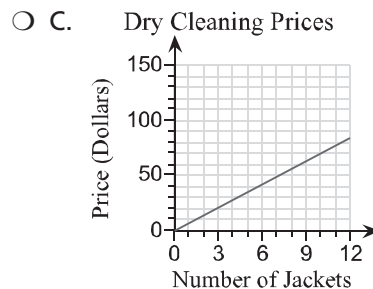 C. Dry Cleaning Prices
150
100
50
0
0 3 6 9 12
Price (Dollars)
Number of Jackets